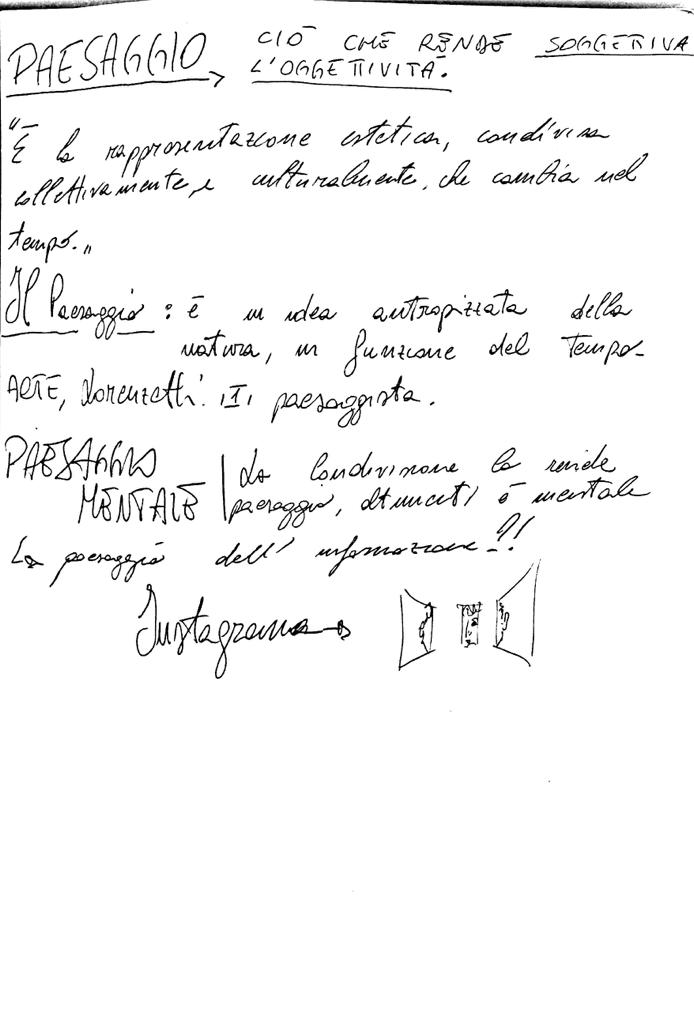 PAESAGGIO → CIÒ CHE RENDE SOGGETTIVA
L'OGGETTIVITÀ.
"È la rappresentazione estetica, condivisa
collettivamente e culturalmente, che cambia nel
tempo."
Il Paesaggio: è un idea antropizzata della
natura, in funzione del tempo.
ARTE, Lorenzetti. paesaggista.
PAESAGGIO MENTALE | La condivisione lo rende
paesaggio, altrimenti è mentale
La paesaggio dell' informazione?!
Instagram →